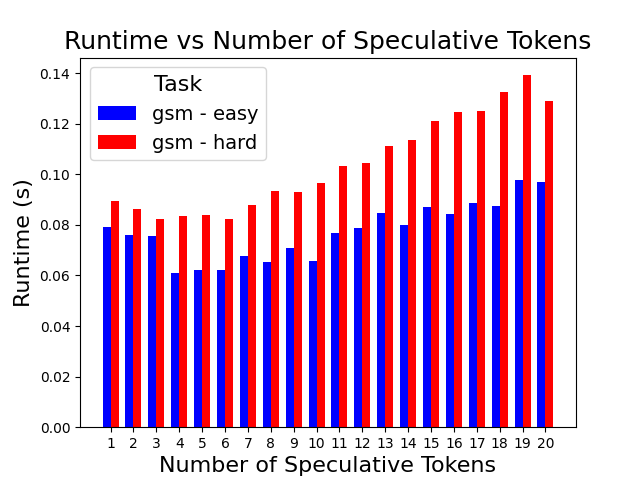 Runtime vs Number of Speculative Tokens
Task
gsm - easy
gsm - hard
Runtime (s)
0.14
0.12
0.10
0.08
0.06
0.04
0.02
0.00
1 2 3 4 5 6 7 8 9 10 11 12 13 14 15 16 17 18 19 20
Number of Speculative Tokens